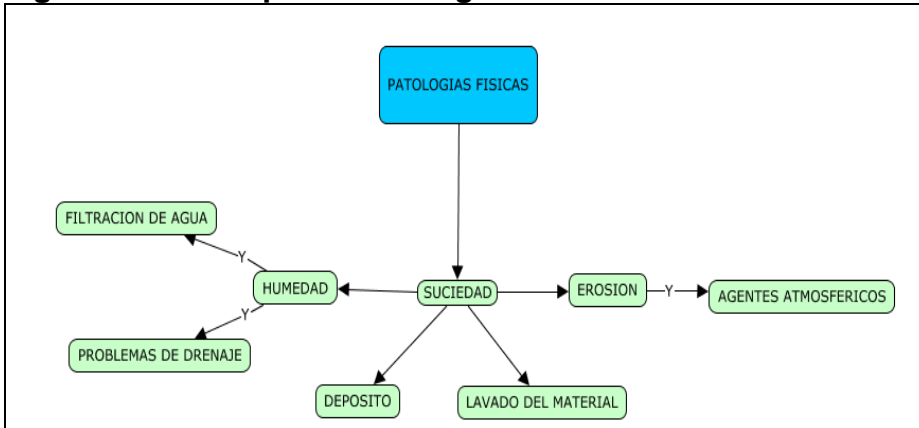 PATOLOGIAS FISICAS
FILTRACION DE AGUA
Y
HUMEDAD
SUCIEDAD
EROSION
Y
AGENTES ATMOSFERICOS
Y
PROBLEMAS DE DRENAJE
DEPOSITO
LAVADO DEL MATERIAL